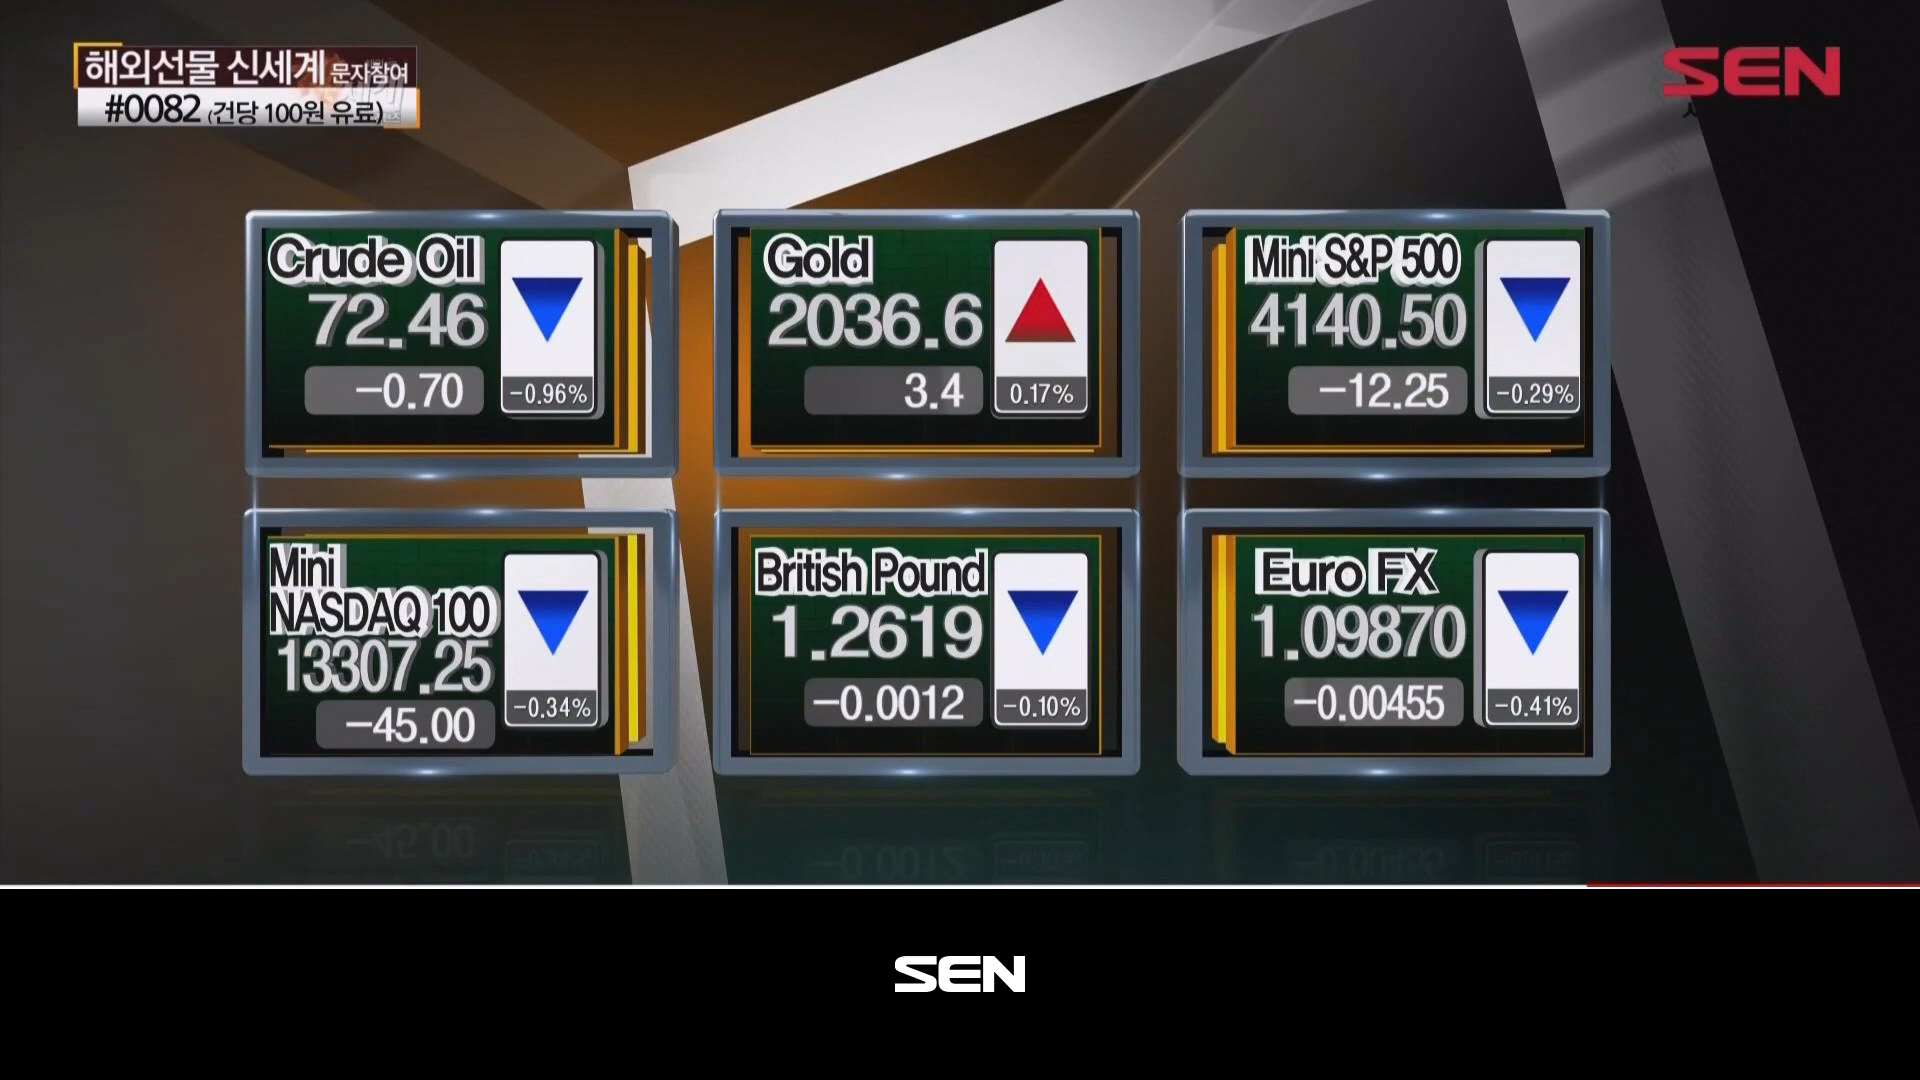 해외선물 신세계 문자참여
#0082 (건당 100원 유료)
SEN
Crude Oil
72.46
-0.70
-0.96%
Gold
2036.6
3.4
0.17%
Mini S&P 500
4140.50
-12.25
-0.29%
Mini
NASDAQ 100
13307.25
-45.00
-0.34%
British Pound
1.2619
-0.0012
-0.10%
Euro FX
1.09870
-0.00455
-0.41%
SEN